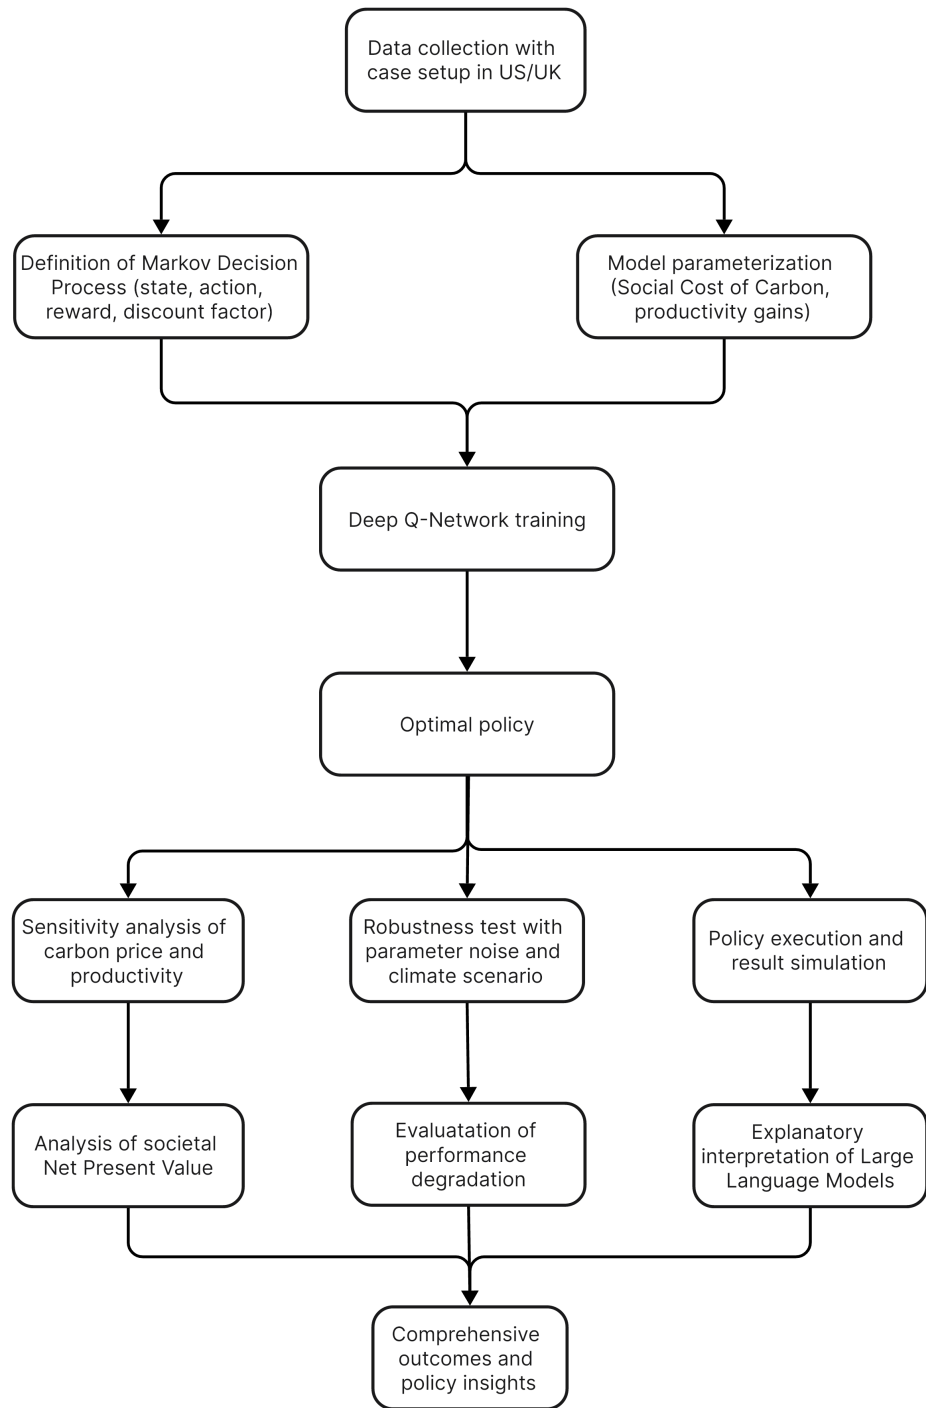 Data collection with
case setup in US/UK
Definition of Markov Decision
Process (state, action,
reward, discount factor)
Model parameterization
(Social Cost of Carbon,
productivity gains)
Deep Q-Network training
Optimal policy
Sensitivity analysis of
carbon price and
productivity
Robustness test with
parameter noise and
climate scenario
Policy execution and
result simulation
Analysis of societal
Net Present Value
Evaluatation of
performance
degradation
Explanatory
interpretation of Large
Language Models
Comprehensive
outcomes and
policy insights